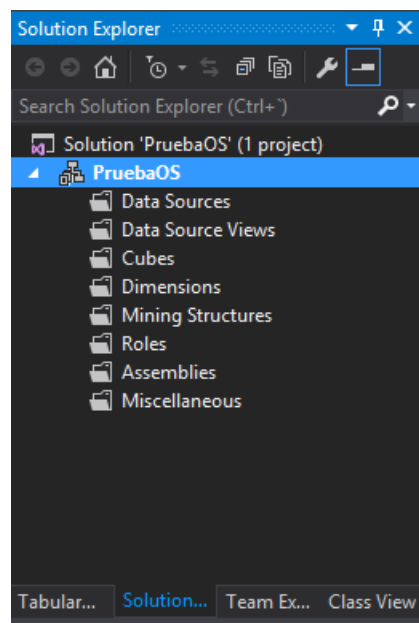 Solution Explorer
Search Solution Explorer (Ctrl+`)
Solution 'PruebaOS' (1 project)
PruebaOS
Data Sources
Data Source Views
Cubes
Dimensions
Mining Structures
Roles
Assemblies
Miscellaneous
Tabular... Solution... Team Ex... Class View